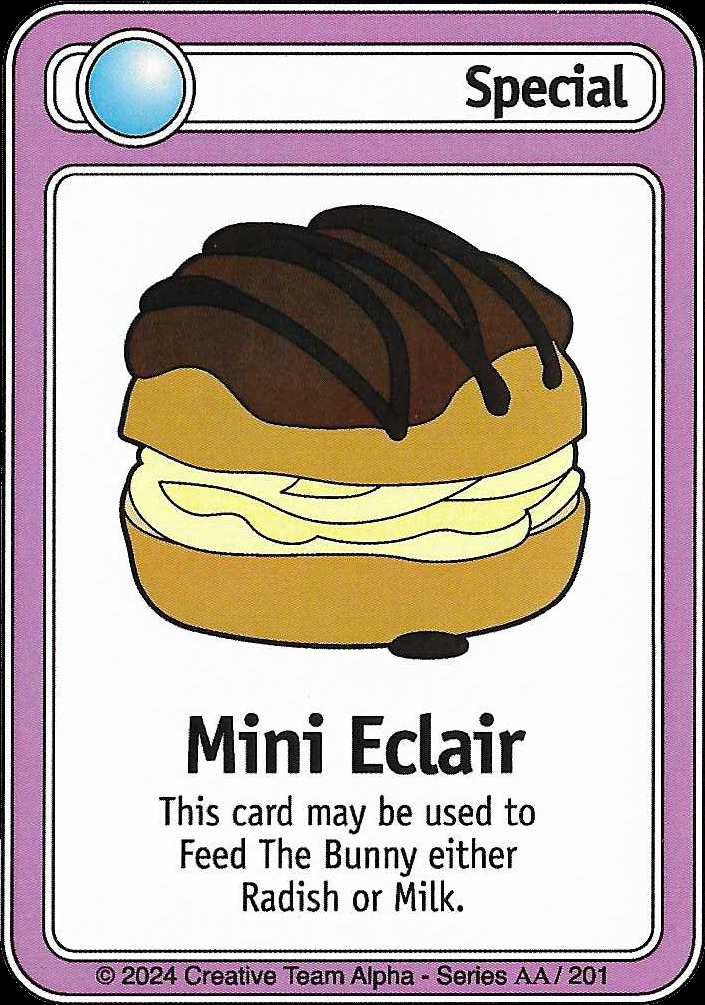 Special
Mini Eclair
This card may be used to
Feed The Bunny either
Radish or Milk.
© 2024 Creative Team Alpha - Series AA / 201